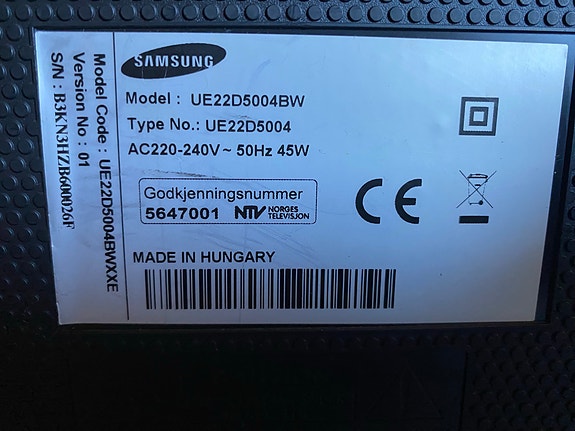 SAMSUNG
Model : UE22D5004BW
Type No.: UE22D5004
AC220-240V ~ 50Hz 45W
Godkjenningsnummer
5647001 NTV NORGES TELEVISJON
MADE IN HUNGARY
CE
Model Code : UE22D5004BWXXE
Version No : 01
S/N : B3KN3HZB600026F